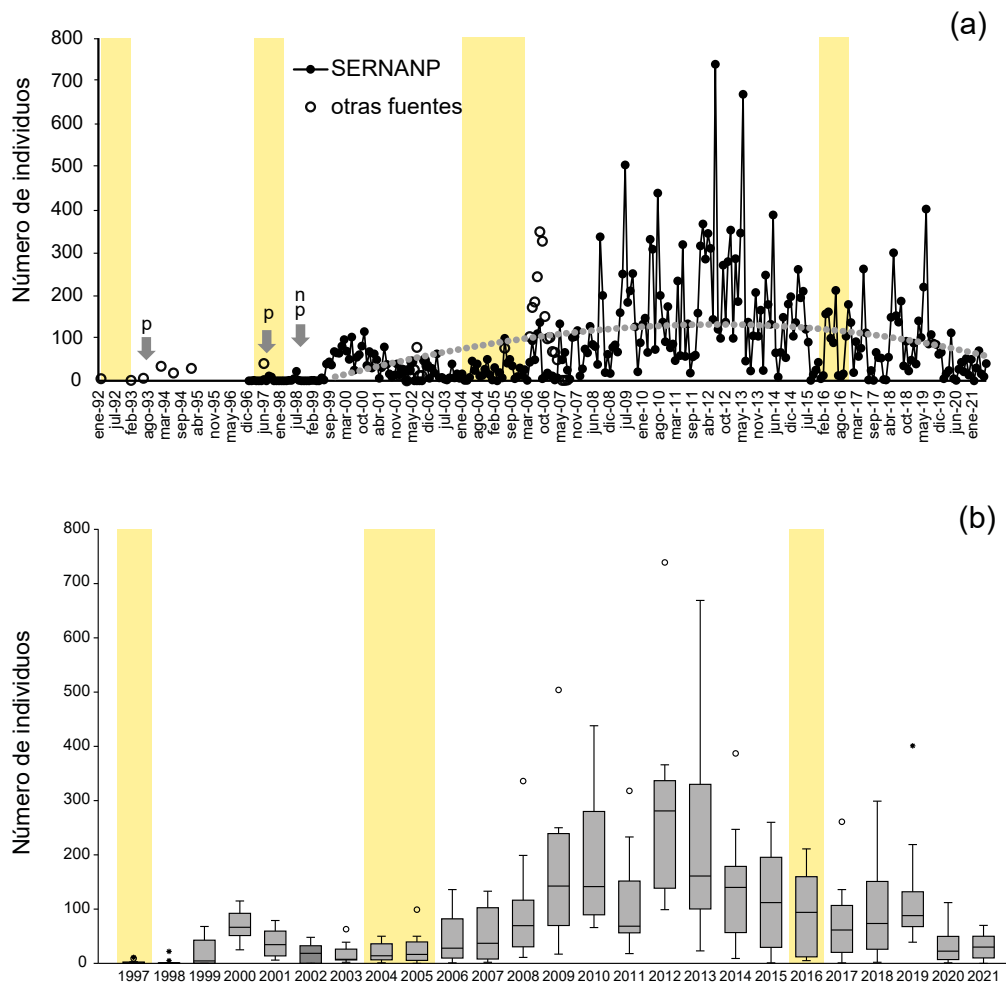 (a)
Número de individuos
800
700
600
500
400
300
200
100
0
SERNANP
otras fuentes
p
p
n
p
ene-92
jul-92
feb-93
ago-93
mar-94
sep-94
abr-95
nov-95
may-96
dic-96
jun-97
ene-98
jul-98
feb-99
sep-99
mar-00
oct-00
abr-01
nov-01
may-02
dic-02
jul-03
ene-04
ago-04
feb-05
sep-05
mar-06
oct-06
may-07
nov-07
jun-08
dic-08
jul-09
ene-10
ago-10
mar-11
sep-11
abr-12
oct-12
may-13
nov-13
jun-14
dic-14
jul-15
feb-16
ago-16
mar-17
sep-17
abr-18
oct-18
may-19
dic-19
jun-20
ene-21
(b)
Número de individuos
800
700
600
500
400
300
200
100
0
1997 1998 1999 2000 2001 2002 2003 2004 2005 2006 2007 2008 2009 2010 2011 2012 2013 2014 2015 2016 2017 2018 2019 2020 2021